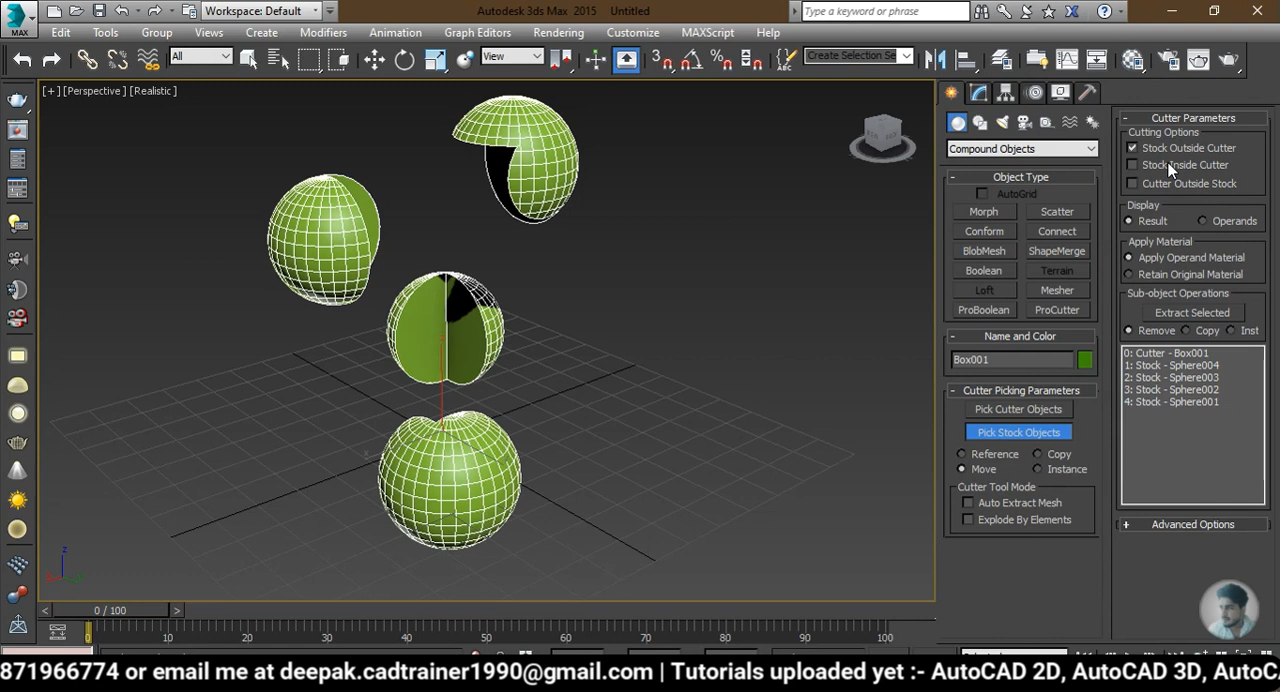 Workspace: Default
Autodesk 3ds Max 2015 Untitled
Type a keyword or phrase
MAX
Edit Tools Group Views Create Modifiers Animation Graph Editors Rendering Customize MAXScript Help
All
View
Create Selection Se
[+] [Perspective] [Realistic]
Compound Objects
Object Type
AutoGrid
Morph Scatter
Conform Connect
BlobMesh ShapeMerge
Boolean Terrain
Loft Mesher
ProBoolean ProCutter
Name and Color
Box001
Cutter Picking Parameters
Pick Cutter Objects
Pick Stock Objects
Reference Copy
Move Instance
Cutter Tool Mode
Auto Extract Mesh
Explode By Elements
Cutter Parameters
Cutting Options
Stock Outside Cutter
Stock Inside Cutter
Cutter Outside Stock
Display
Result Operands
Apply Material
Apply Operand Material
Retain Original Material
Sub-object Operations
Extract Selected
Remove Copy Inst
0: Cutter - Box001
1: Stock - Sphere004
2: Stock - Sphere003
3: Stock - Sphere002
4: Stock - Sphere001
Advanced Options
0 / 100
0 10 20 30 40 50 60 70 80 90 100
871966774 or email me at deepak.cadtrainer1990@gmail.com | Tutorials uploaded yet :- AutoCAD 2D, AutoCAD 3D, AutoC